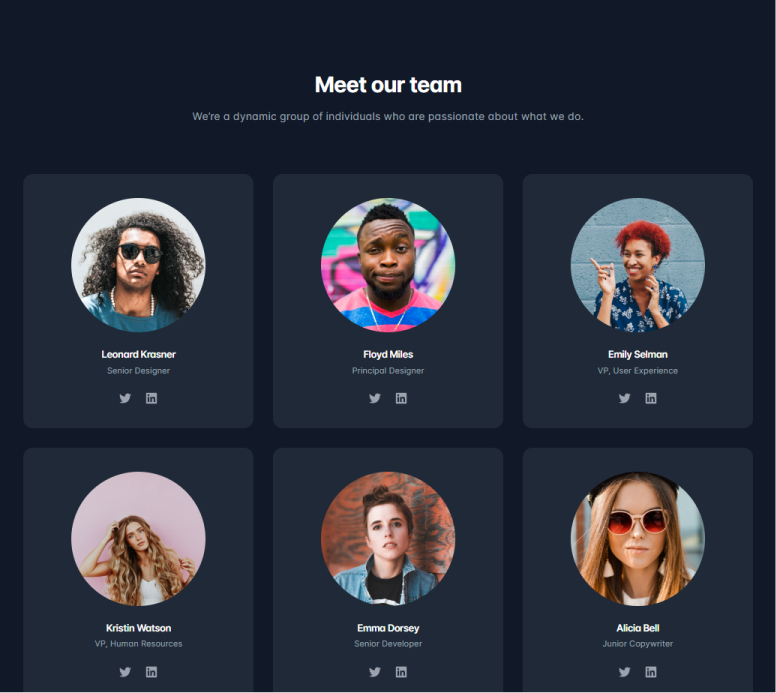 Meet our team
We're a dynamic group of individuals who are passionate about what we do.
Leonard Krasner
Senior Designer
Floyd Miles
Principal Designer
Emily Selman
VP, User Experience
Kristin Watson
VP, Human Resources
Emma Dorsey
Senior Developer
Alicia Bell
Junior Copywriter